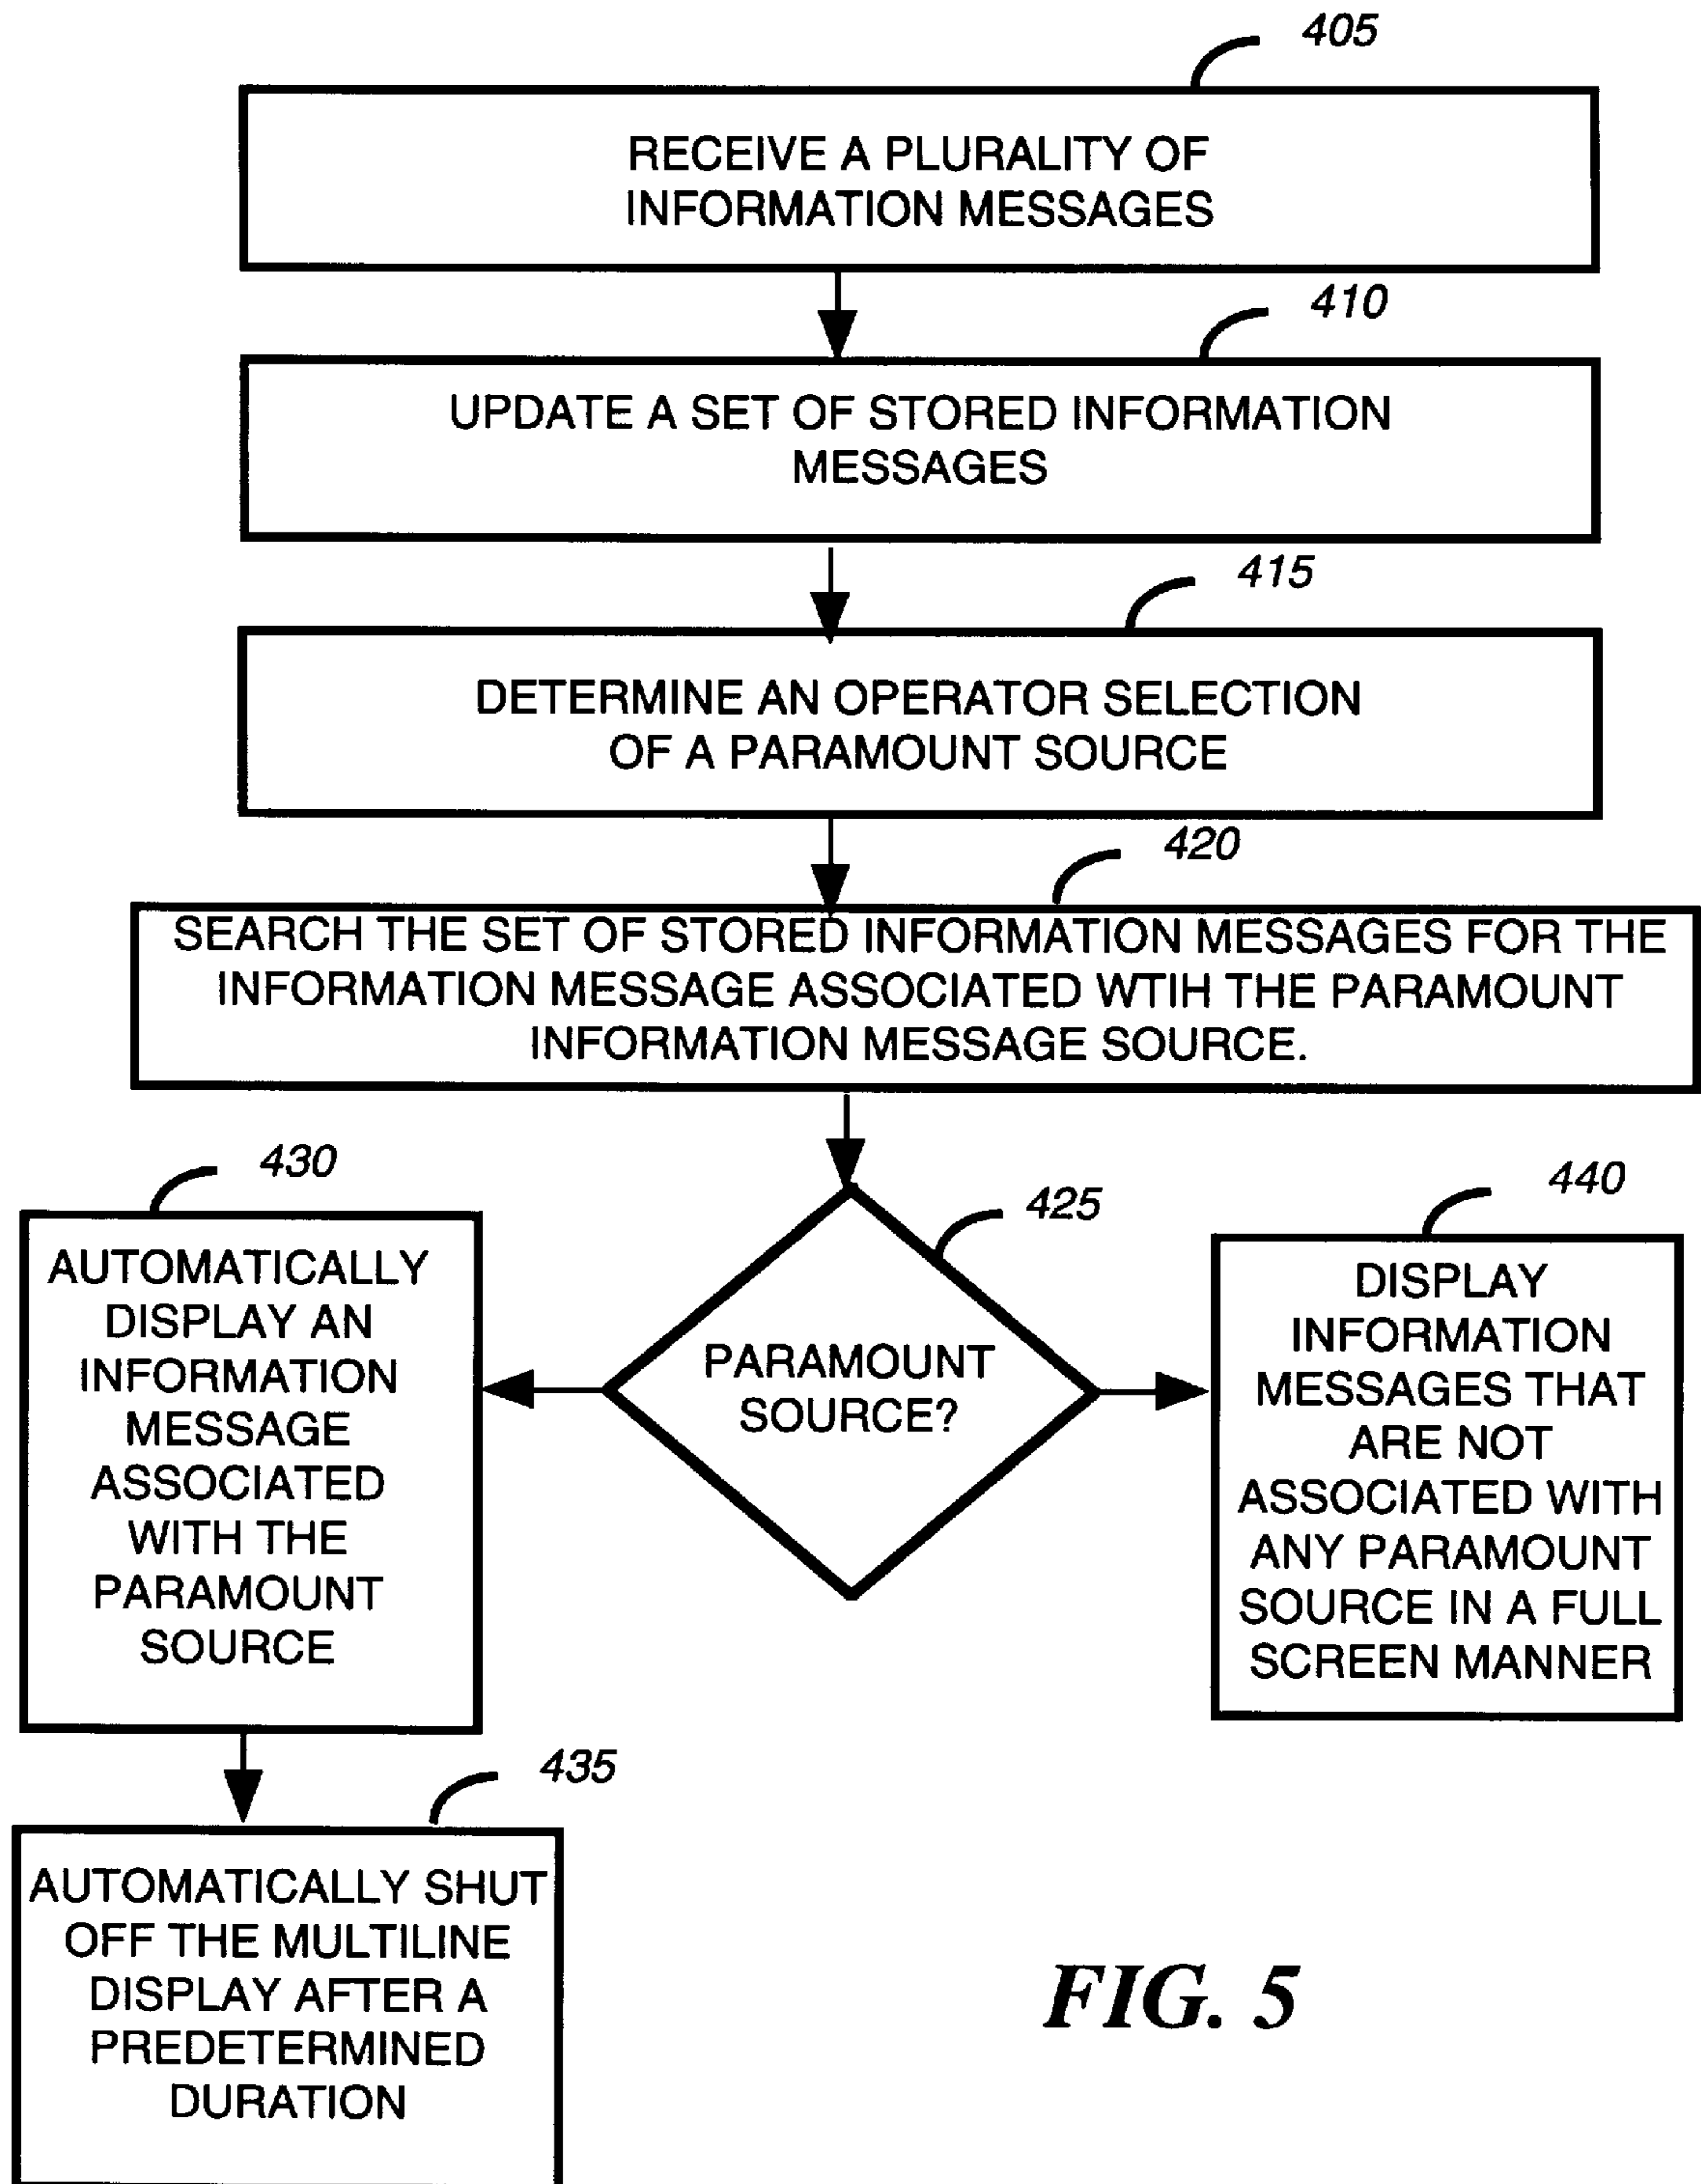 405
RECEIVE A PLURALITY OF
INFORMATION MESSAGES
410
UPDATE A SET OF STORED INFORMATION
MESSAGES
415
DETERMINE AN OPERATOR SELECTION
OF A PARAMOUNT SOURCE
420
SEARCH THE SET OF STORED INFORMATION MESSAGES FOR THE
INFORMATION MESSAGE ASSOCIATED WTIH THE PARAMOUNT
INFORMATION MESSAGE SOURCE.
425
PARAMOUNT
SOURCE?
430
AUTOMATICALLY
DISPLAY AN
INFORMATION
MESSAGE
ASSOCIATED
WITH THE
PARAMOUNT
SOURCE
440
DISPLAY
INFORMATION
MESSAGES THAT
ARE NOT
ASSOCIATED WITH
ANY PARAMOUNT
SOURCE IN A FULL
SCREEN MANNER
435
AUTOMATICALLY SHUT
OFF THE MULTILINE
DISPLAY AFTER A
PREDETERMINED
DURATION
FIG. 5